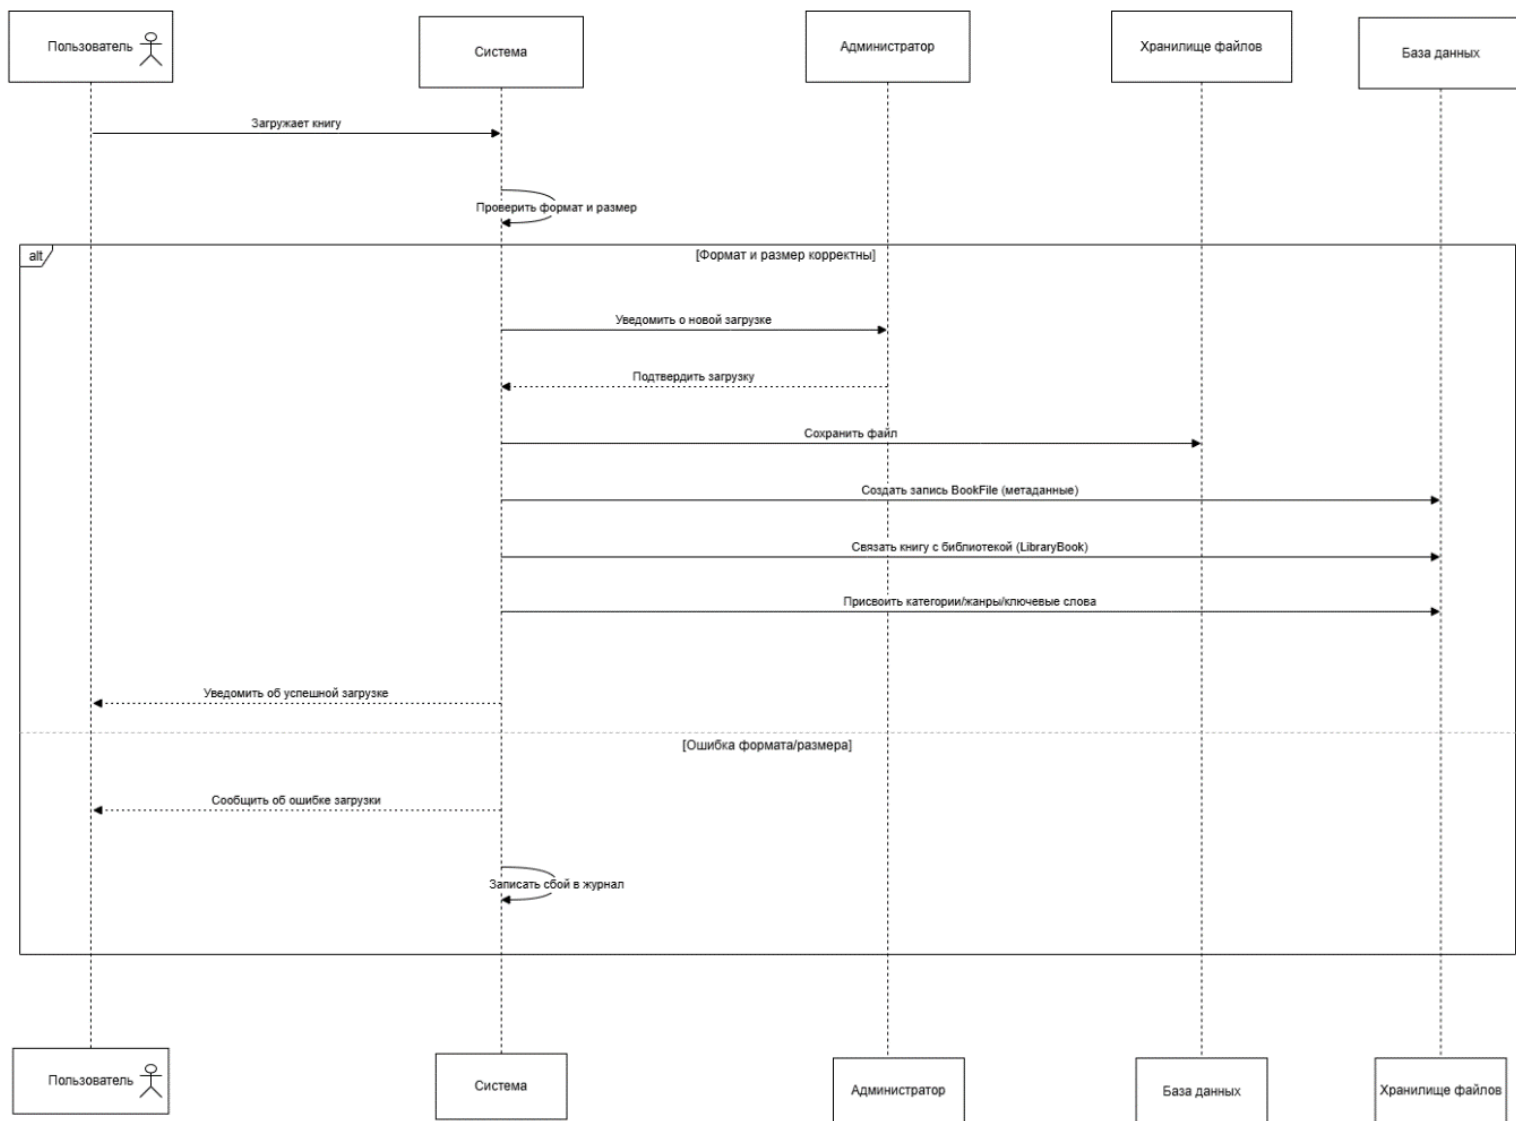 Пользователь
Система
Администратор
Хранилище файлов
База данных
Загружает книгу
Проверить формат и размер
alt
[Формат и размер корректны]
Уведомить о новой загрузке
Подтвердить загрузку
Сохранить файл
Создать запись BookFile (метаданные)
Связать книгу с библиотекой (LibraryBook)
Присвоить категории/жанры/ключевые слова
Уведомить об успешной загрузке
[Ошибка формата/размера]
Сообщить об ошибке загрузки
Записать сбой в журнал
Пользователь
Система
Администратор
База данных
Хранилище файлов